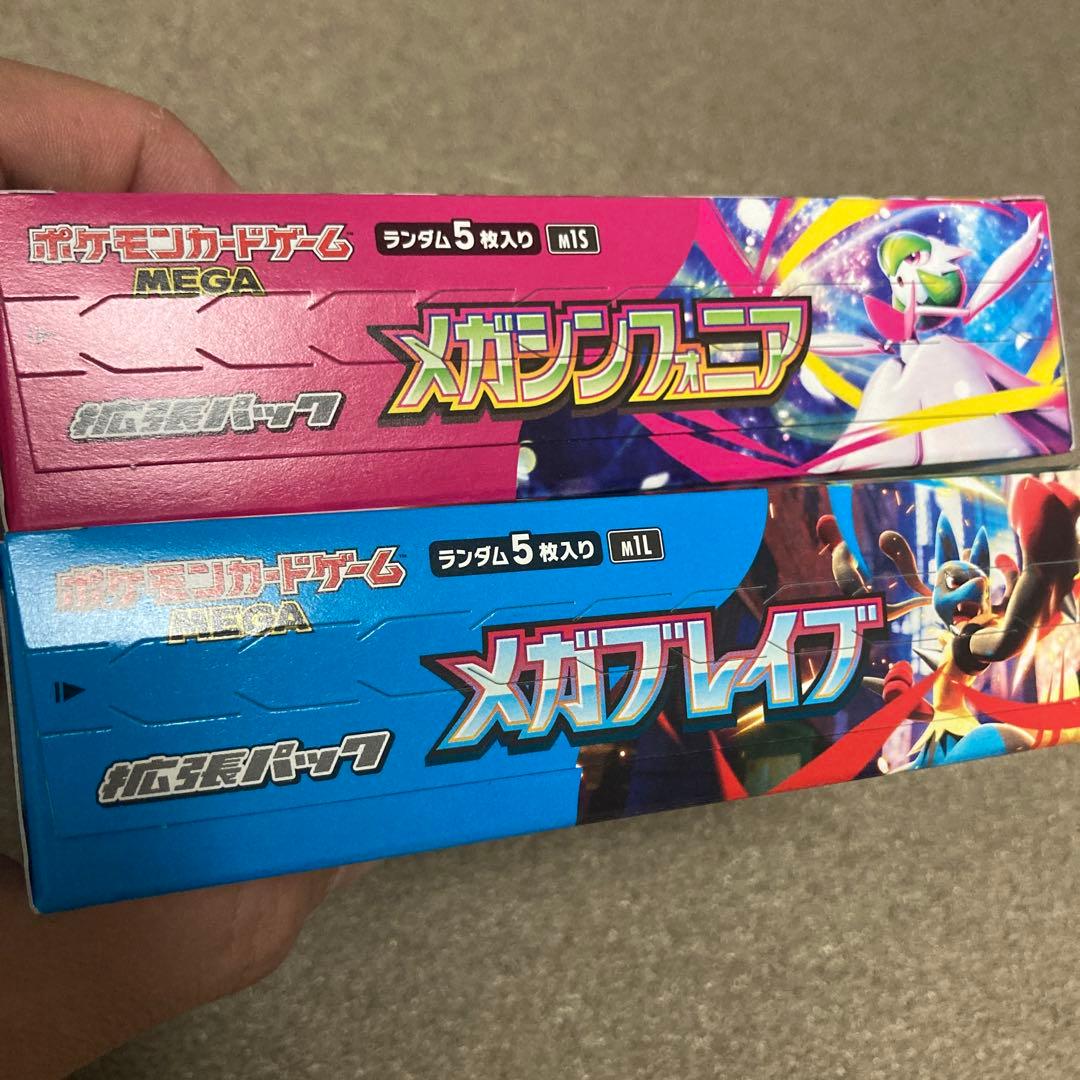 ポケモンカードゲーム
MEGA
ランダム5枚入り M1S
メガシンフォニア
拡張パック
ポケモンカードゲーム
MEGA
ランダム5枚入り M1L
メガブレイブ
拡張パック